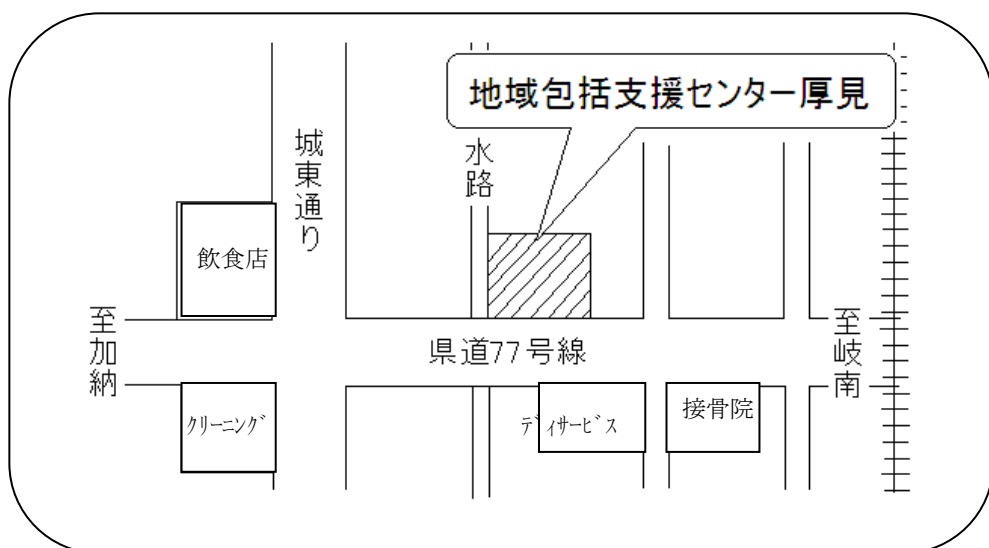 地域包括支援センター厚見
城東通り
水路
飲食店
至加納
県道77号線
至岐南
クリーニング
ディサービス
接骨院